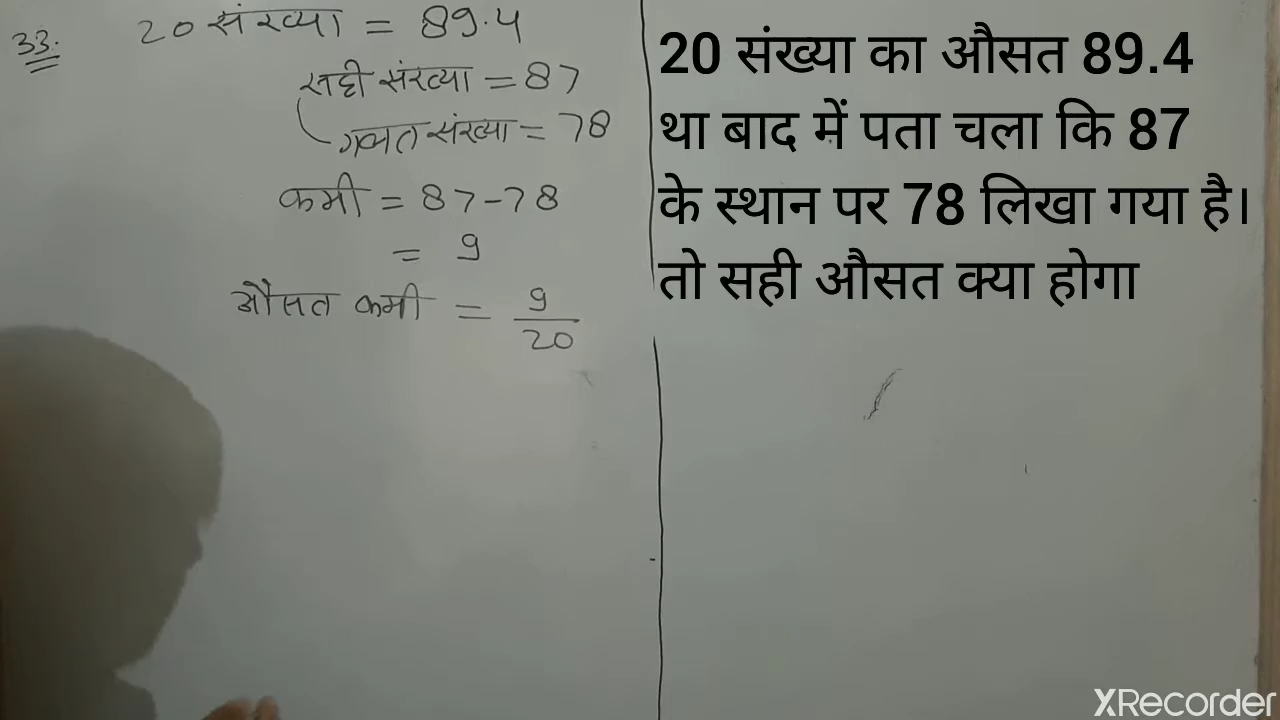 33.
20 संख्या = 89.4
सही संख्या = 87
गलत संख्या = 78
कमी = 87-78
= 9
औसत कमी = 9/20
20 संख्या का औसत 89.4
था बाद में पता चला कि 87
के स्थान पर 78 लिखा गया है।
तो सही औसत क्या होगा
XRecorder